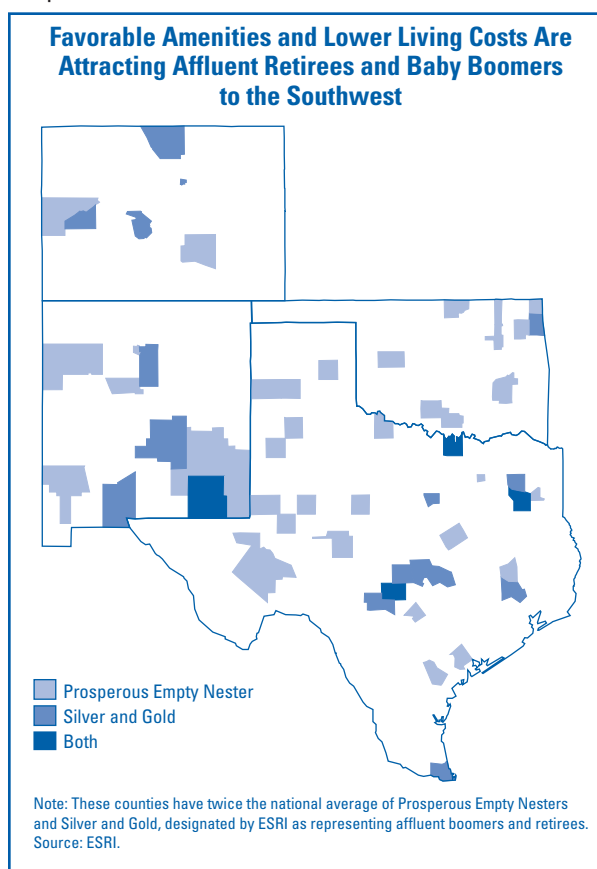 Favorable Amenities and Lower Living Costs Are
Attracting Affluent Retirees and Baby Boomers
to the Southwest
Prosperous Empty Nester
Silver and Gold
Both
Note: These counties have twice the national average of Prosperous Empty Nesters
and Silver and Gold, designated by ESRI as representing affluent boomers and retirees.
Source: ESRI.